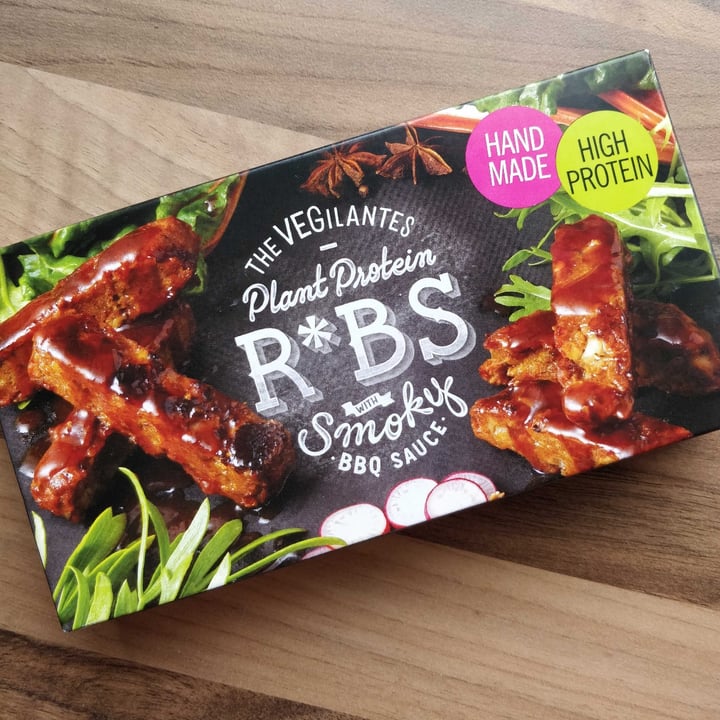 THE VEGILANTES
Plant Protein
R*BS
WITH
Smoky
·BBQ SAUCE·
HAND
MADE
HIGH
PROTEIN